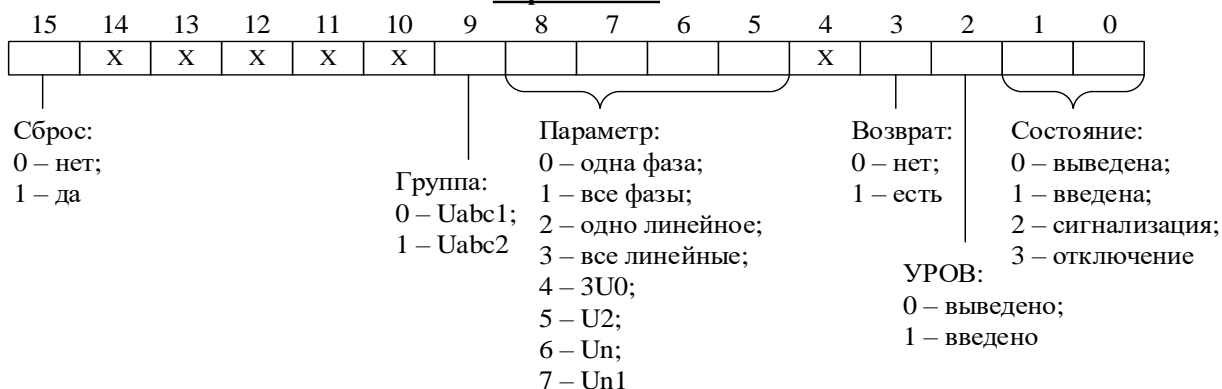 15 14 13 12 11 10 9 8 7 6 5 4 3 2 1 0
X X X X X X
Сброс:
0 – нет;
1 – да
Группа:
0 – Uabc1;
1 – Uabc2
Параметр:
0 – одна фаза;
1 – все фазы;
2 – одно линейное;
3 – все линейные;
4 – 3U0;
5 – U2;
6 – Un;
7 – Un1
Возврат:
0 – нет;
1 – есть
УРОВ:
0 – выведено;
1 – введено
Состояние:
0 – выведена;
1 – введена;
2 – сигнализация;
3 – отключение